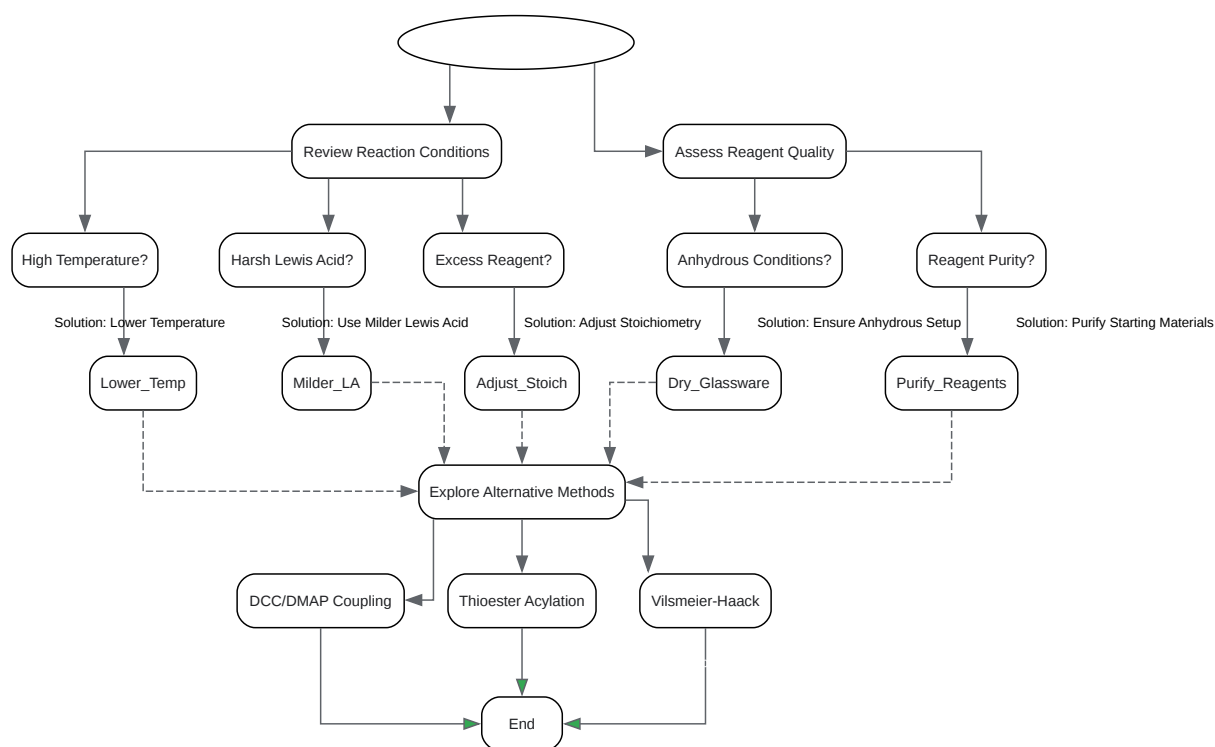 Review Reaction Conditions
Assess Reagent Quality
High Temperature?
Harsh Lewis Acid?
Excess Reagent?
Anhydrous Conditions?
Reagent Purity?
Solution: Lower Temperature
Solution: Use Milder Lewis Acid
Solution: Adjust Stoichiometry
Solution: Ensure Anhydrous Setup
Solution: Purify Starting Materials
Lower_Temp
Milder_LA
Adjust_Stoich
Dry_Glassware
Purify_Reagents
Explore Alternative Methods
DCC/DMAP Coupling
Thioester Acylation
Vilsmeier-Haack
End